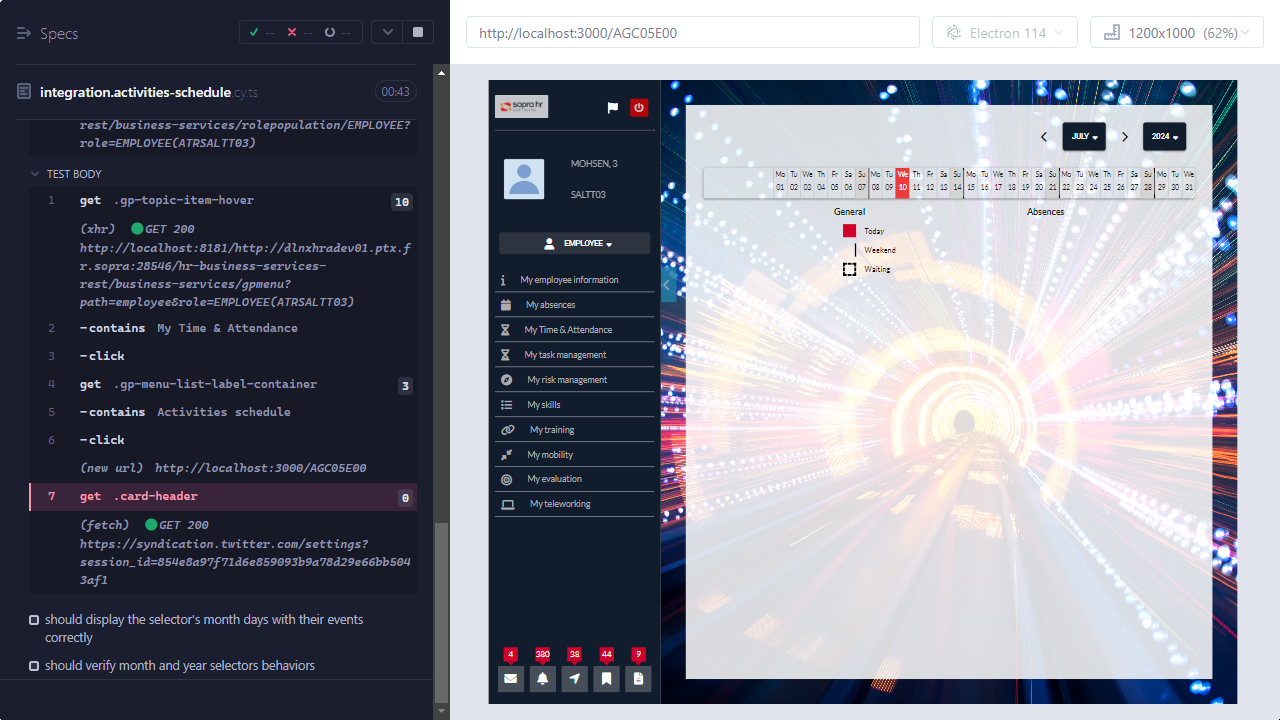 Specs
--
--
--
integration.activities-schedule.cy.ts
00:43
rest/business-services/rolepopulation/EMPLOYEE?
role=EMPLOYEE(ATRSALTT03)
TEST BODY
1 get .gp-topic-item-hover 10
(xhr) GET 200
http://localhost:8181/http://dlnxhradev01.ptx.f
r.sopra:28546/hr-business-services-
rest/business-services/gpmenu?
path=employee&role=EMPLOYEE(ATRSALTT03)
2 -contains My Time & Attendance
3 -click
4 get .gp-menu-list-label-container 3
5 -contains Activities schedule
6 -click
(new url) http://localhost:3000/AGC05E00
7 get .card-header 0
(fetch) GET 200
https://syndication.twitter.com/settings?
session_id=854e8a97f71d6e859093b9a78d29e66bb504
3af1
should display the selector's month days with their events
correctly
should verify month and year selectors behaviors
http://localhost:3000/AGC05E00
Electron 114
1200x1000 (62%)
sopra hr
MOHSEN, 3
SALTT03
EMPLOYEE
My employee information
My absences
My Time & Attendance
My task management
My risk management
My skills
My training
My mobility
My evaluation
My teleworking
4 380 38 44 9
JULY
2024
Mo Tu We Th Fr Sa Su Mo Tu We Th Fr Sa Su Mo Tu We Th Fr Sa Su Mo Tu We Th Fr Sa Su Mo Tu We
01 02 03 04 05 06 07 08 09 10 11 12 13 14 15 16 17 18 19 20 21 22 23 24 25 26 27 28 29 30 31
General
Absences
Today
Weekend
Waiting